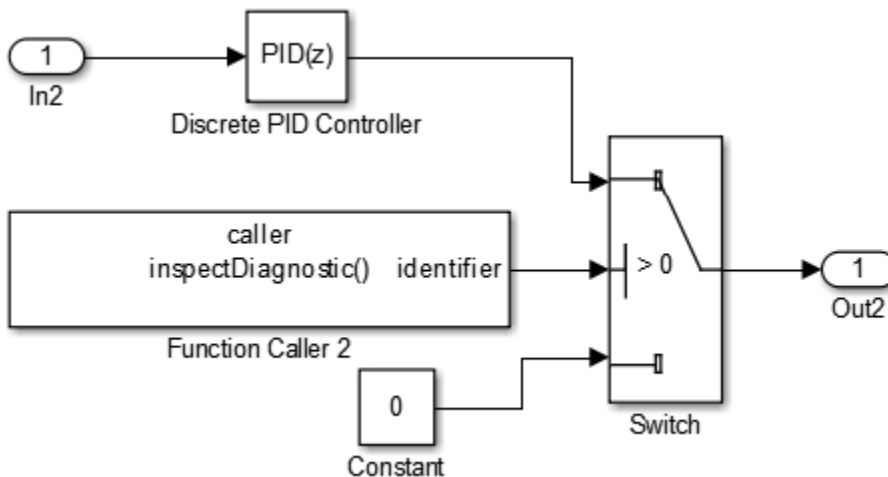 1
In2
PID(z)
Discrete PID Controller
caller
inspectDiagnostic() identifier
Function Caller 2
0
Constant
> 0
Switch
1
Out2